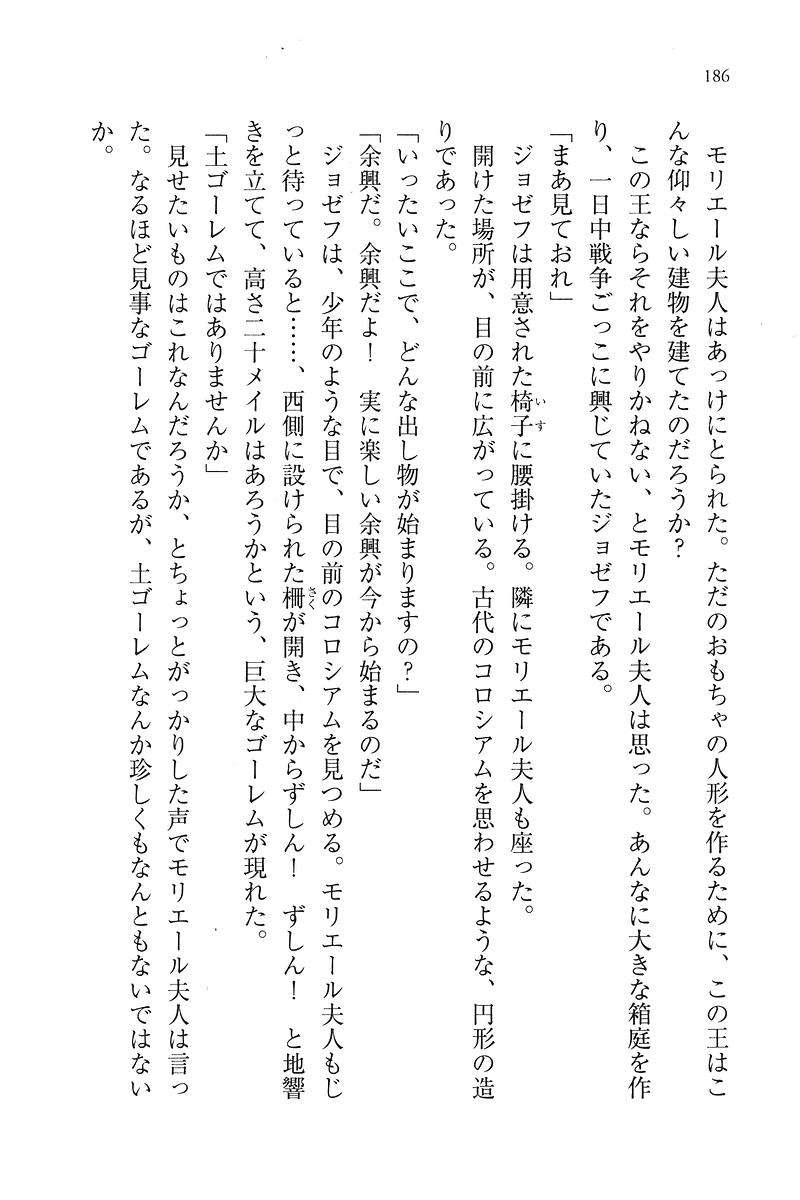 186
モリエール夫人はあっけにとられた。ただのおもちゃの人形を作るために、この王はこ
んな仰々しい建物を建てたのだろうか？
この王ならそれをやりかねない、とモリエール夫人は思った。あんなに大きな箱庭を作
り、一日中戦争ごっこに興じていたジョゼフである。
「まあ見ておれ」
ジョゼフは用意された椅子に腰掛ける。隣にモリエール夫人も座った。
開けた場所が、目の前に広がっている。古代のコロシアムを思わせるような、円形の造
りであった。
「いったいここで、どんな出し物が始まりますの？」
「余興だ。余興だよ！　実に楽しい余興が今から始まるのだ」
ジョゼフは、少年のような目で、目の前のコロシアムを見つめる。モリエール夫人もじ
っと待っていると……、西側に設けられた柵が開き、中からずしん！　ずしん！　と地響
きを立てて、高さ二十メイルはあろうかという、巨大なゴーレムが現れた。
「土ゴーレムではありませんか」
見せたいものはこれなんだろうか、とちょっとがっかりした声でモリエール夫人は言っ
た。なるほど見事なゴーレムであるが、土ゴーレムなんか珍しくもなんともないではない
か。